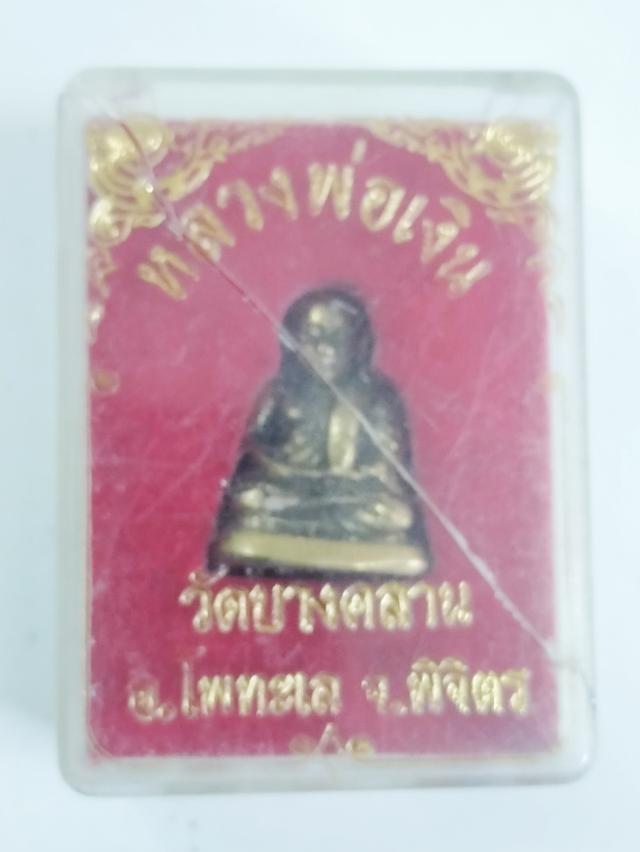 หลวงพ่อเงิน
วัดบางคลาน
อ.โพทะเล จ.พิจิตร